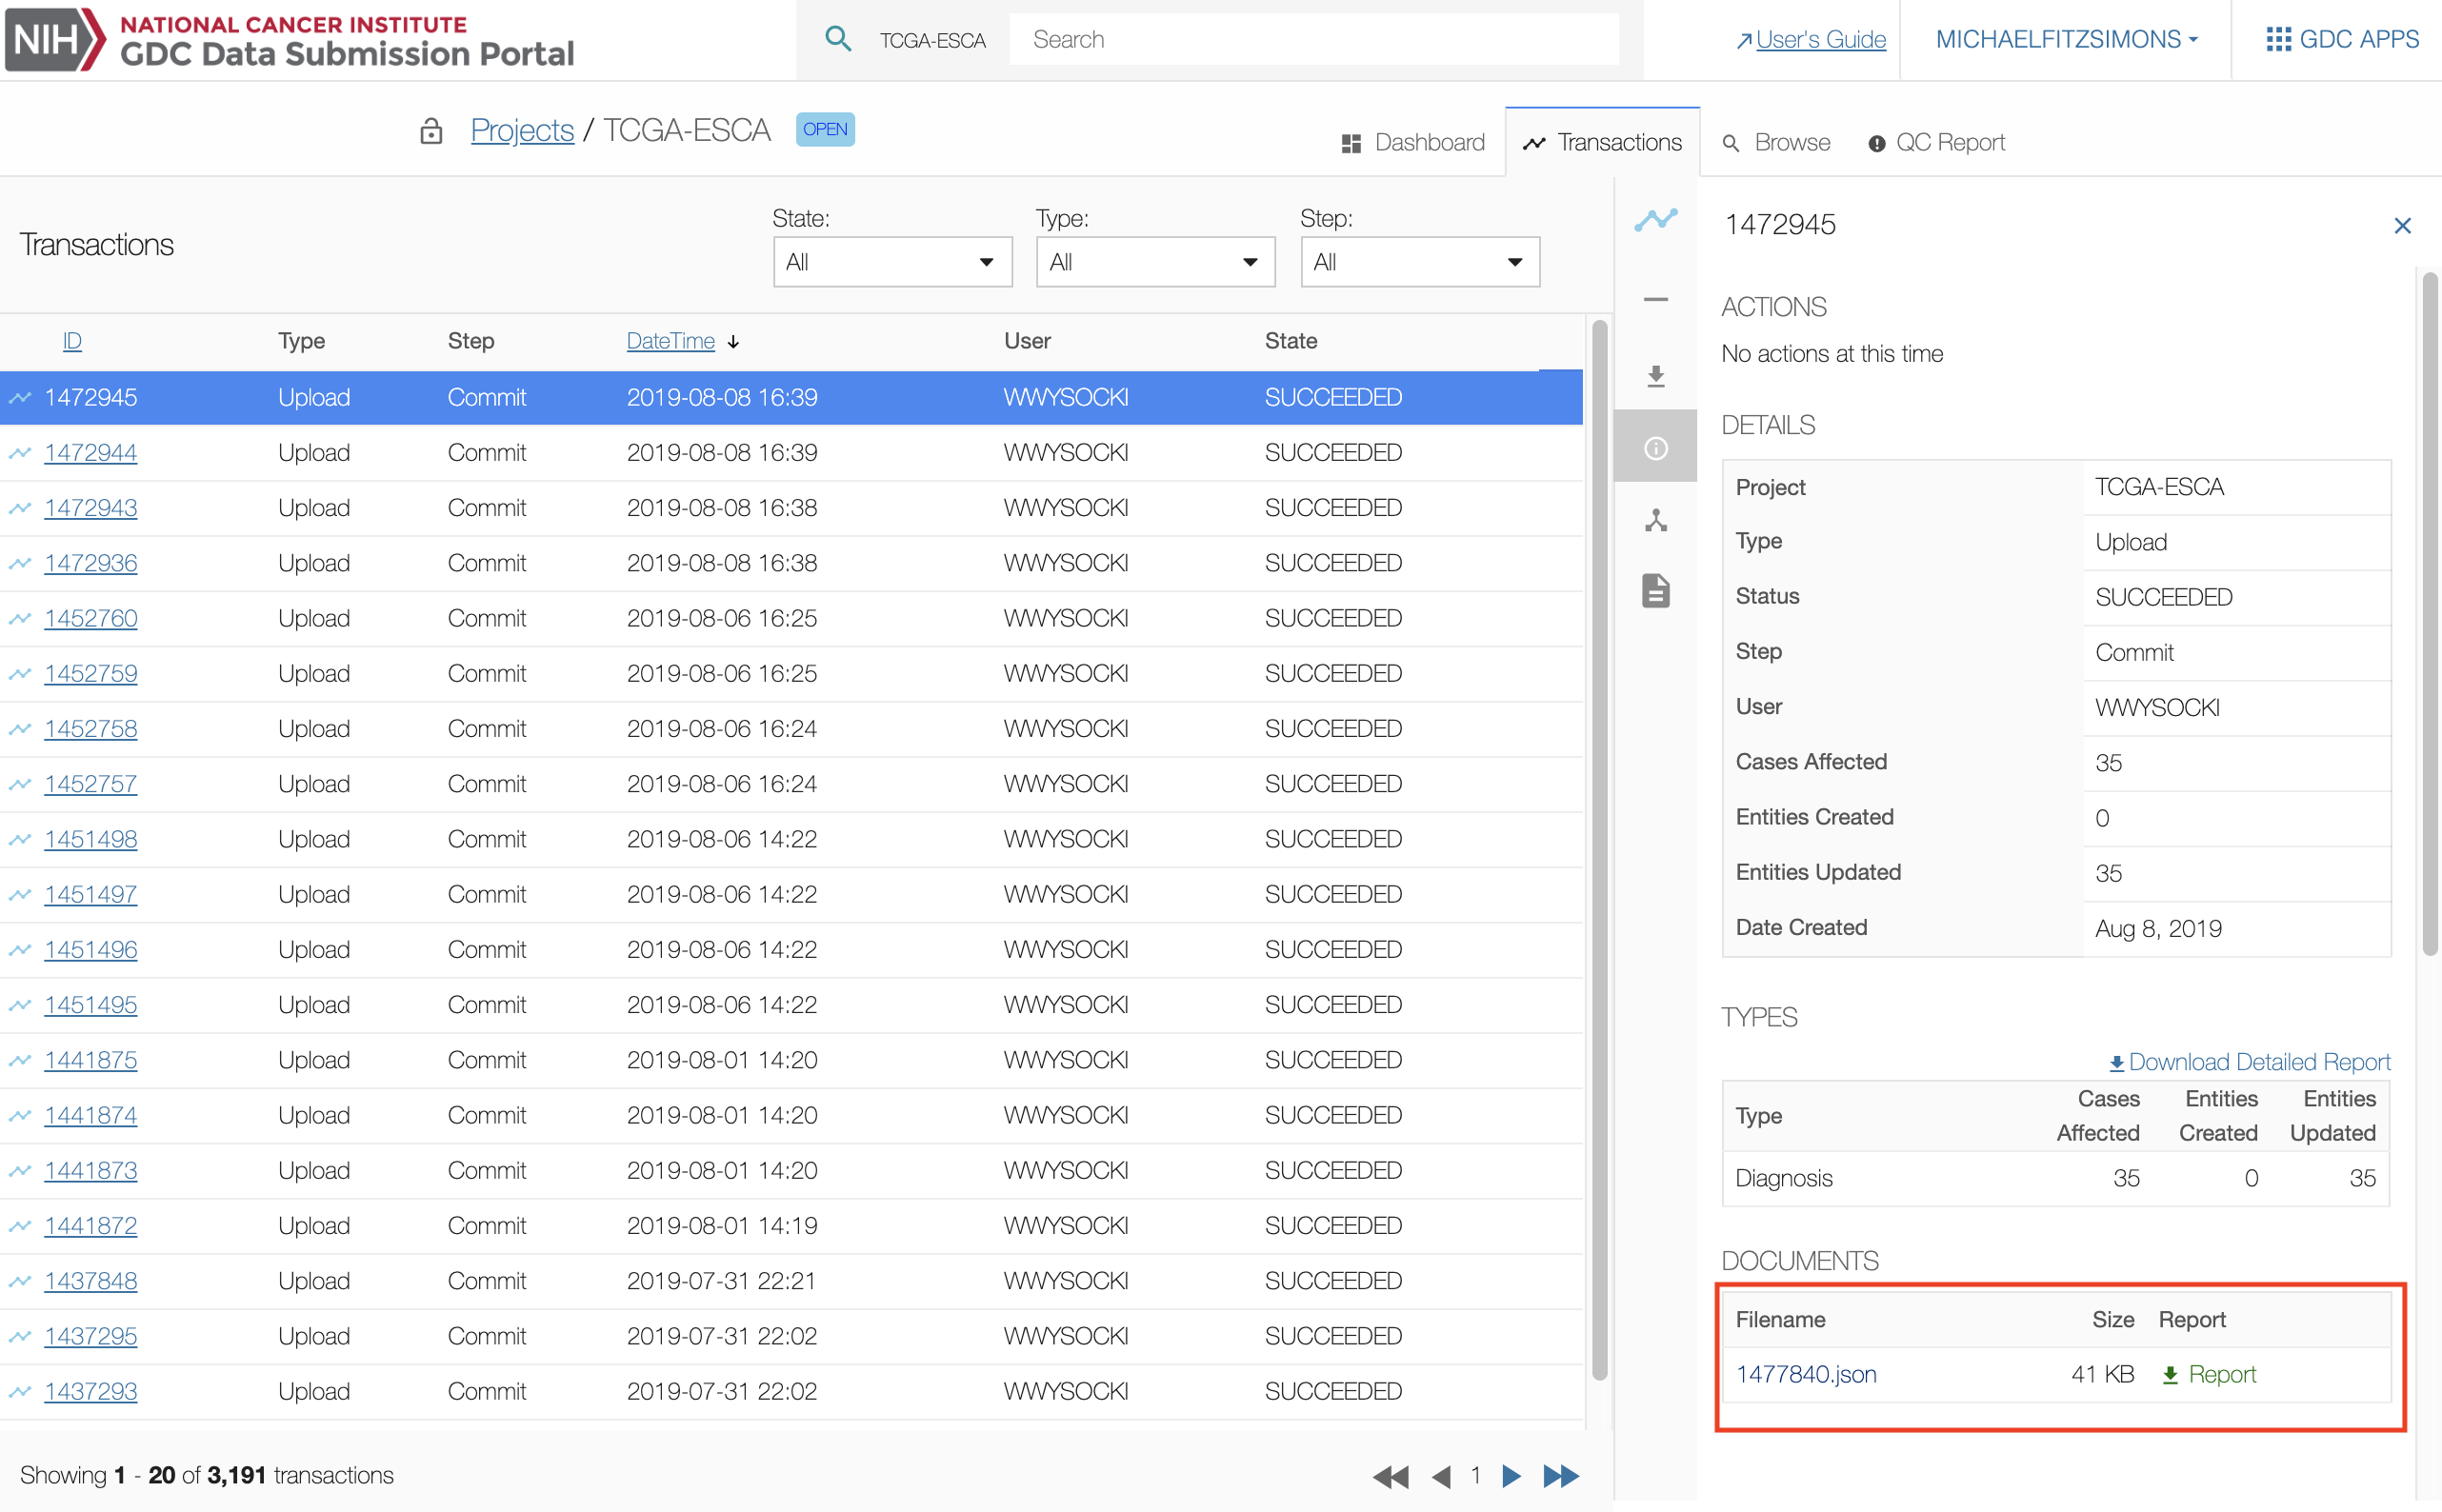 NIH NATIONAL CANCER INSTITUTE
GDC Data Submission Portal
TCGA-ESCA Search
User's Guide MICHAELFITZSIMONS GDC APPS
Projects / TCGA-ESCA OPEN
Dashboard Transactions Browse QC Report
Transactions
State: Type: Step:
All All All
ID Type Step DateTime User State
1472945 Upload Commit 2019-08-08 16:39 WWYSOCKI SUCCEEDED
1472944 Upload Commit 2019-08-08 16:39 WWYSOCKI SUCCEEDED
1472943 Upload Commit 2019-08-08 16:38 WWYSOCKI SUCCEEDED
1472936 Upload Commit 2019-08-08 16:38 WWYSOCKI SUCCEEDED
1452760 Upload Commit 2019-08-06 16:25 WWYSOCKI SUCCEEDED
1452759 Upload Commit 2019-08-06 16:25 WWYSOCKI SUCCEEDED
1452758 Upload Commit 2019-08-06 16:24 WWYSOCKI SUCCEEDED
1452757 Upload Commit 2019-08-06 16:24 WWYSOCKI SUCCEEDED
1451498 Upload Commit 2019-08-06 14:22 WWYSOCKI SUCCEEDED
1451497 Upload Commit 2019-08-06 14:22 WWYSOCKI SUCCEEDED
1451496 Upload Commit 2019-08-06 14:22 WWYSOCKI SUCCEEDED
1451495 Upload Commit 2019-08-06 14:22 WWYSOCKI SUCCEEDED
1441875 Upload Commit 2019-08-01 14:20 WWYSOCKI SUCCEEDED
1441874 Upload Commit 2019-08-01 14:20 WWYSOCKI SUCCEEDED
1441873 Upload Commit 2019-08-01 14:20 WWYSOCKI SUCCEEDED
1441872 Upload Commit 2019-08-01 14:19 WWYSOCKI SUCCEEDED
1437848 Upload Commit 2019-07-31 22:21 WWYSOCKI SUCCEEDED
1437295 Upload Commit 2019-07-31 22:02 WWYSOCKI SUCCEEDED
1437293 Upload Commit 2019-07-31 22:02 WWYSOCKI SUCCEEDED
Showing 1 - 20 of 3,191 transactions
1
1472945
ACTIONS
No actions at this time
DETAILS
Project TCGA-ESCA
Type Upload
Status SUCCEEDED
Step Commit
User WWYSOCKI
Cases Affected 35
Entities Created 0
Entities Updated 35
Date Created Aug 8, 2019
TYPES
Download Detailed Report
Type Cases Affected Entities Created Entities Updated
Diagnosis 35 0 35
DOCUMENTS
Filename Size Report
1477840.json 41 KB Report